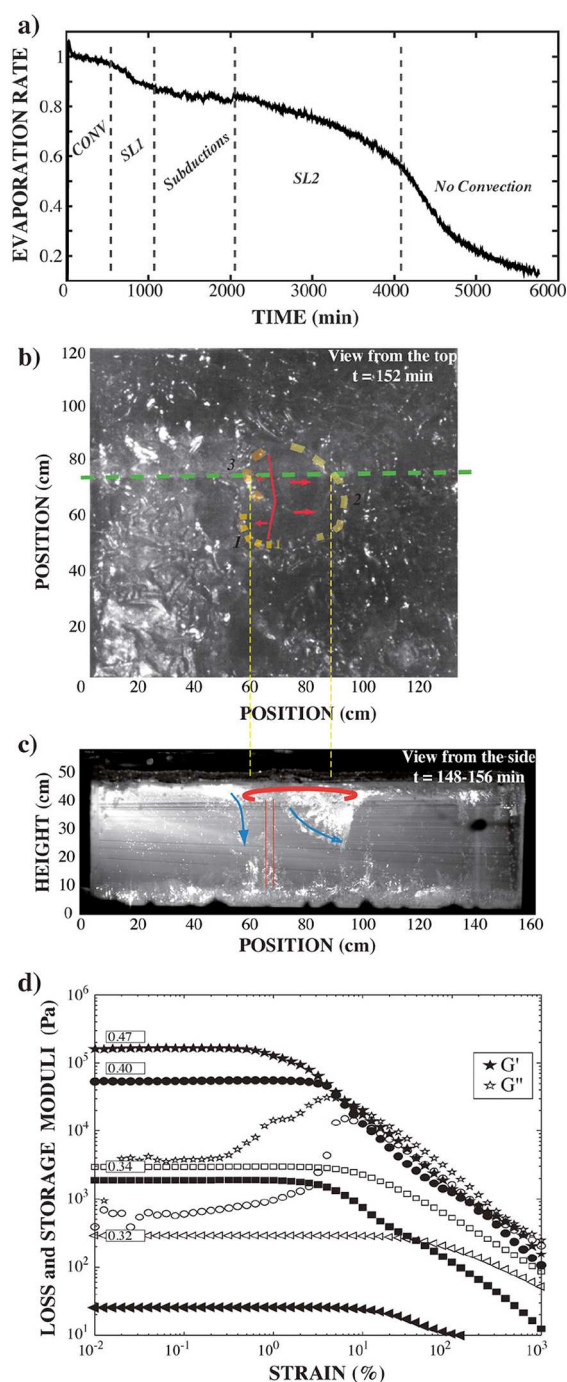 a)
EVAPORATION RATE
1
0.8
0.6
0.4
0.2
CONV
SL1
Subductions
SL2
No Convection
0 1000 2000 3000 4000 5000 6000
TIME (min)
b)
View from the top
t = 152 min
POSITION (cm)
120
100
80
60
40
20
0
3
2
1
1
0 20 40 60 80 100 120
POSITION (cm)
c)
View from the side
t = 148-156 min
HEIGHT (cm)
50
40
30
20
10
0
0 20 40 60 80 100 120 140 160
POSITION (cm)
d)
LOSS and STORAGE MODULI (Pa)
10^6
10^5
10^4
10^3
10^2
10^1
0.47
0.40
0.34
0.32
G'
G"
10^-2 10^-1 10^0 10^1 10^2 10^3
STRAIN (%)